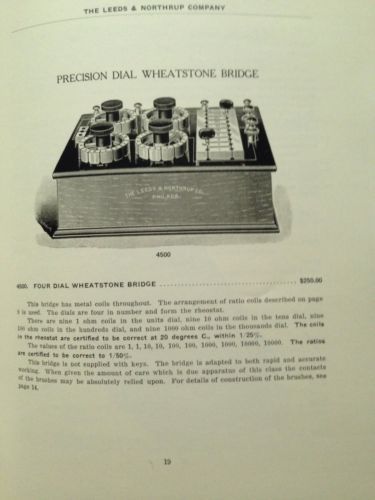 THE LEEDS & NORTHRUP COMPANY
PRECISION DIAL WHEATSTONE BRIDGE
THE LEEDS & NORTHRUP CO.
PHILADA.
4500
4500. FOUR DIAL WHEATSTONE BRIDGE ........................................ $250.00
This bridge has metal coils throughout. The arrangement of ratio coils described on page
8 is used. The dials are four in number and form the rheostat.
There are nine 1 ohm coils in the units dial, nine 10 ohm coils in the tens dial, nine
100 ohm coils in the hundreds dial, and nine 1000 ohm coils in the thousands dial. The coils
in the rheostat are certified to be correct at 20 degrees C., within 1/25%.
The values of the ratio coils are 1, 1, 10, 10, 100, 100, 1000, 1000, 10000, 10000. The ratios
are certified to be correct to 1/50%.
This bridge is not supplied with keys. The bridge is adapted to both rapid and accurate
working. When given the amount of care which is due apparatus of this class the contacts
of the brushes may be absolutely relied upon. For details of construction of the brushes, see
page 14.
19